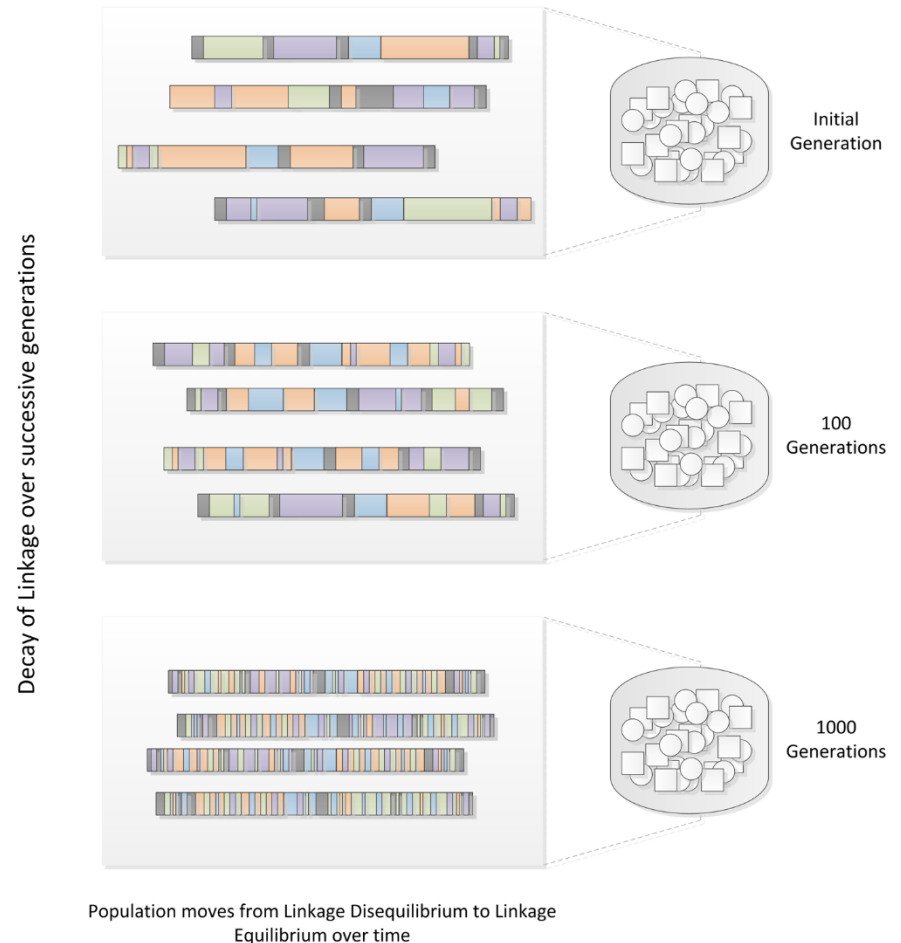 Decay of Linkage over successive generations
Initial
Generation
100
Generations
1000
Generations
Population moves from Linkage Disequilibrium to Linkage
Equilibrium over time